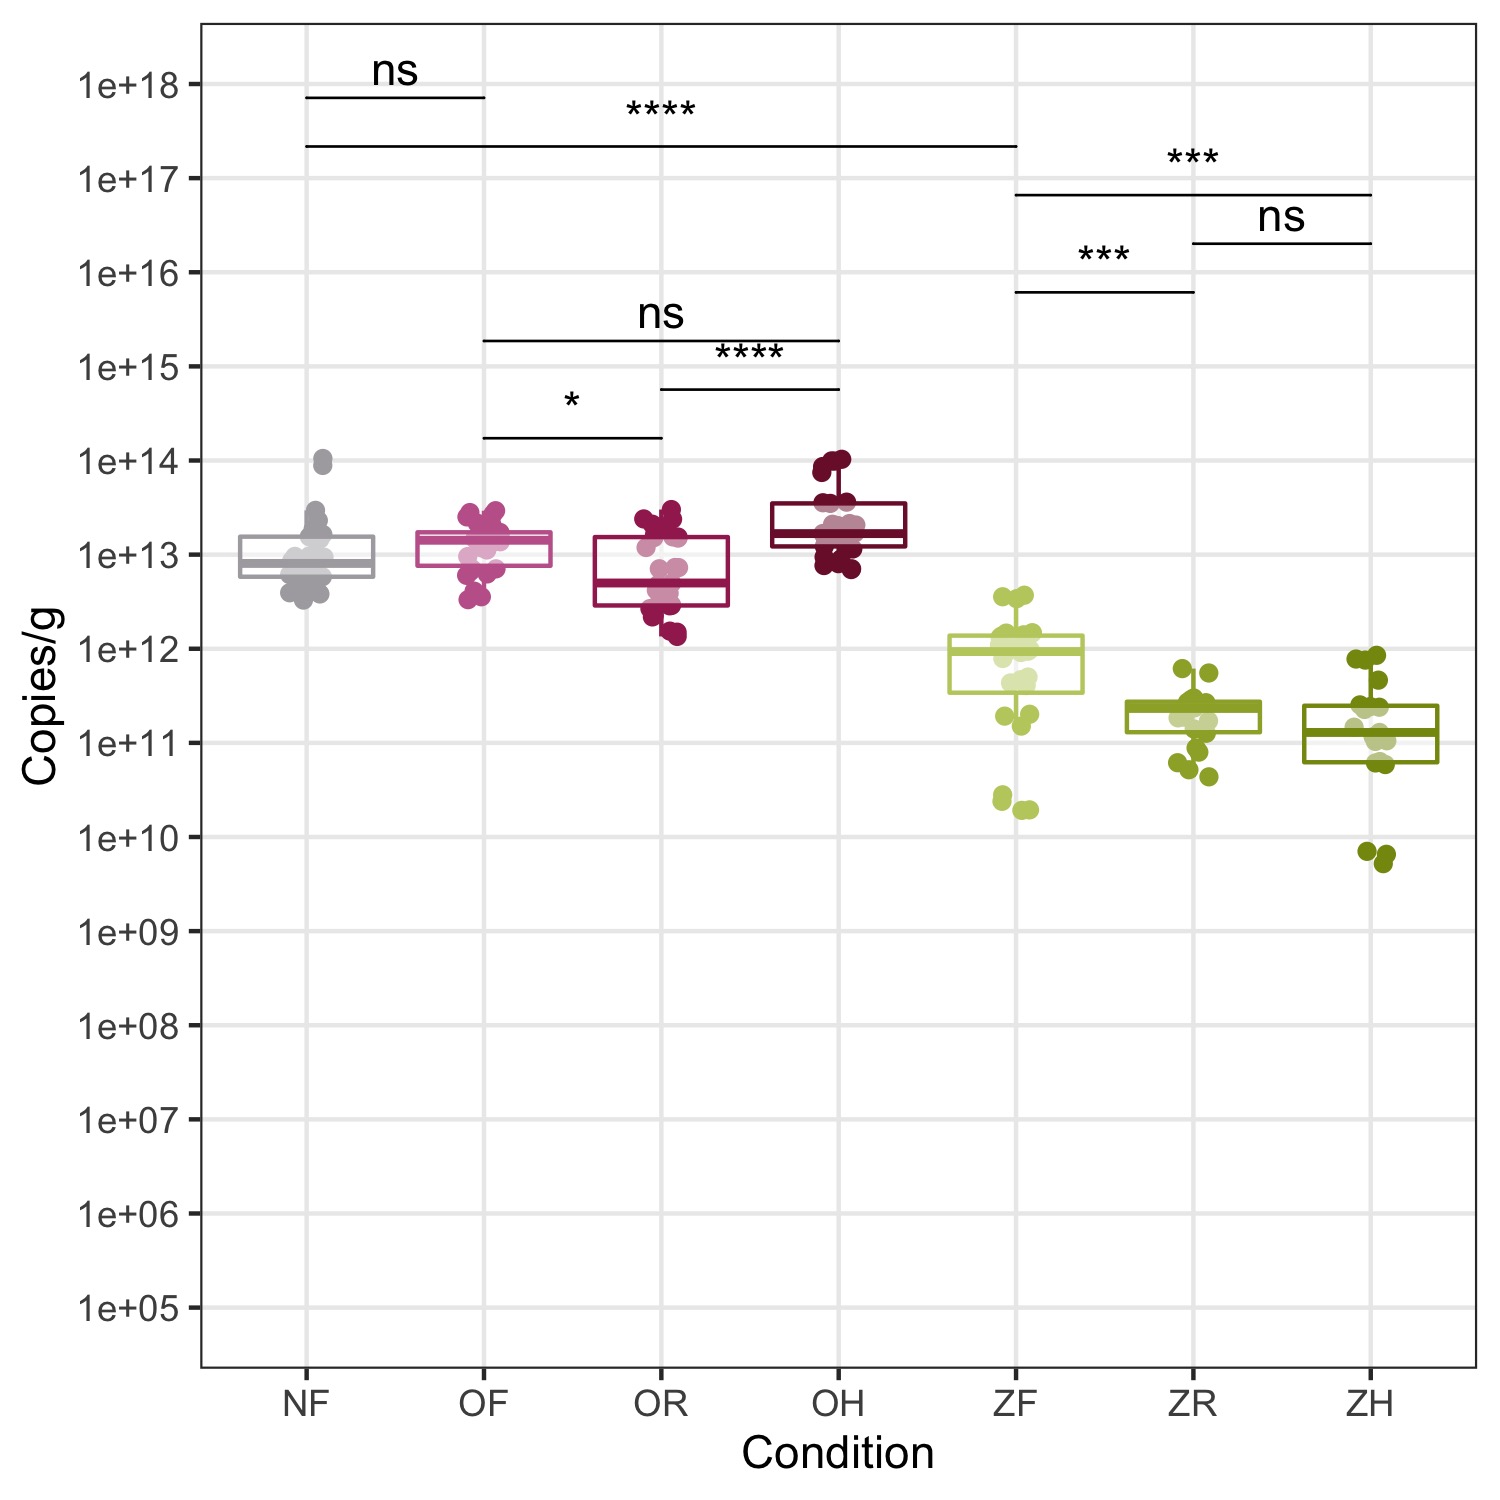 ns
****
***
ns
***
ns
****
*
1e+18
1e+17
1e+16
1e+15
1e+14
1e+13
1e+12
1e+11
1e+10
1e+09
1e+08
1e+07
1e+06
1e+05
Copies/g
NF OF OR OH ZF ZR ZH
Condition